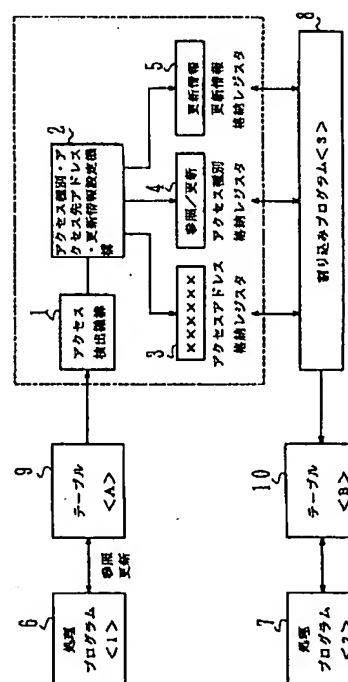 6
処理
プログラム
<1>
参照
更新
9
テーブル
<A>
1
アクセス
検出機構
2
アクセス種別・ア
クセス先アドレス
・更新情報設定機
構
3
××××××
アクセスアドレス
格納レジスタ
4
参照/更新
アクセス種別
格納レジスタ
5
更新情報
更新情報
格納レジスタ
7
処理
プログラム
<2>
10
テーブル
<B>
8
割り込みプログラム<3>